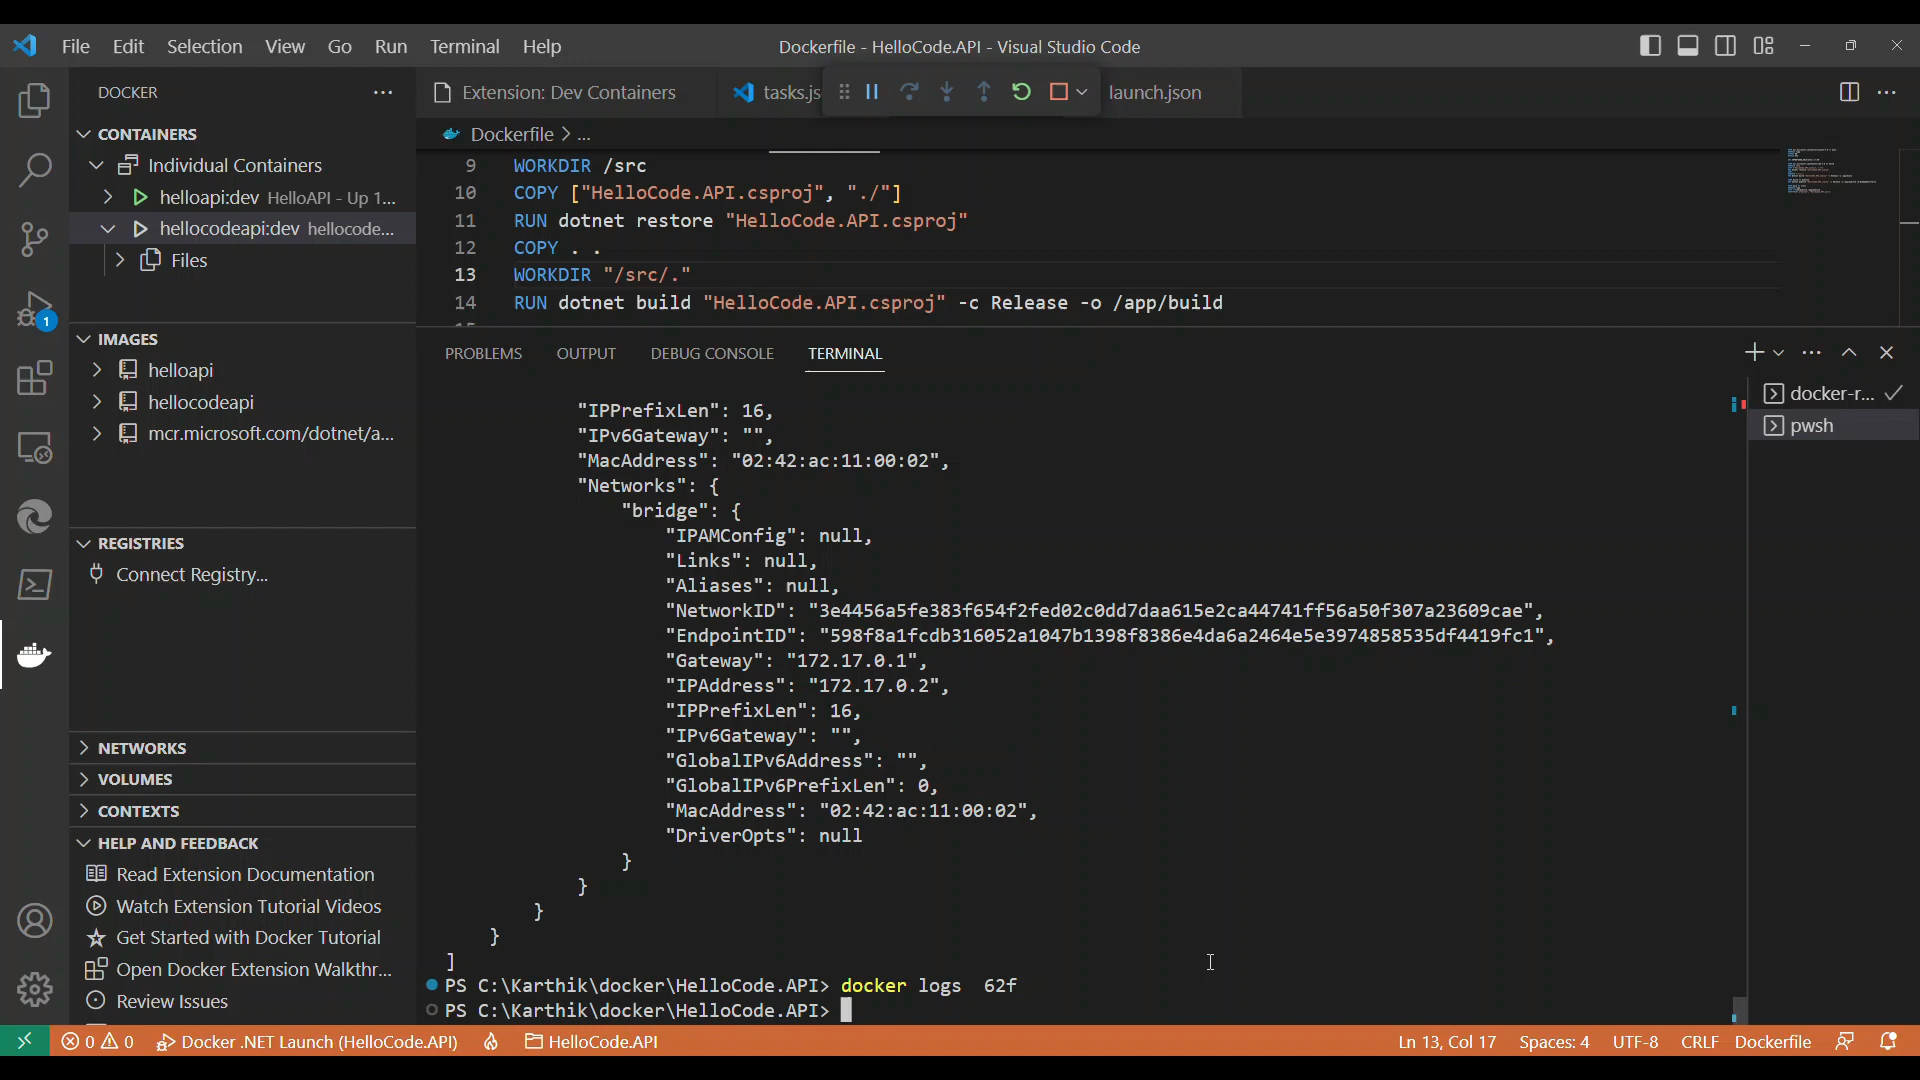 File Edit Selection View Go Run Terminal Help
Dockerfile - HelloCode.API - Visual Studio Code
DOCKER
CONTAINERS
Individual Containers
helloapi:dev HelloAPI - Up 1...
hellocodeapi:dev hellocode...
Files
IMAGES
helloapi
hellocodeapi
mcr.microsoft.com/dotnet/a...
REGISTRIES
Connect Registry...
NETWORKS
VOLUMES
CONTEXTS
HELP AND FEEDBACK
Read Extension Documentation
Watch Extension Tutorial Videos
Get Started with Docker Tutorial
Open Docker Extension Walkthr...
Review Issues
1
Extension: Dev Containers
tasks.js
launch.json
Dockerfile > ...
9 WORKDIR /src
10 COPY ["HelloCode.API.csproj", "./"]
11 RUN dotnet restore "HelloCode.API.csproj"
12 COPY . .
13 WORKDIR "/src/."
14 RUN dotnet build "HelloCode.API.csproj" -c Release -o /app/build
PROBLEMS OUTPUT DEBUG CONSOLE TERMINAL
docker-r...
pwsh
"IPPrefixLen": 16,
"IPv6Gateway": "",
"MacAddress": "02:42:ac:11:00:02",
"Networks": {
"bridge": {
"IPAMConfig": null,
"Links": null,
"Aliases": null,
"NetworkID": "3e4456a5fe383f654f2fed02c0dd7daa615e2ca44741ff56a50f307a23609cae",
"EndpointID": "598f8a1fcdb316052a1047b1398f8386e4da6a2464e5e3974858535df4419fc1",
"Gateway": "172.17.0.1",
"IPAddress": "172.17.0.2",
"IPPrefixLen": 16,
"IPv6Gateway": "",
"GlobalIPv6Address": "",
"GlobalIPv6PrefixLen": 0,
"MacAddress": "02:42:ac:11:00:02",
"DriverOpts": null
}
}
}
}
]
PS C:\Karthik\docker\HelloCode.API> docker logs  62f
PS C:\Karthik\docker\HelloCode.API>
0 0 Docker .NET Launch (HelloCode.API) HelloCode.API
Ln 13, Col 17 Spaces: 4 UTF-8 CRLF Dockerfile